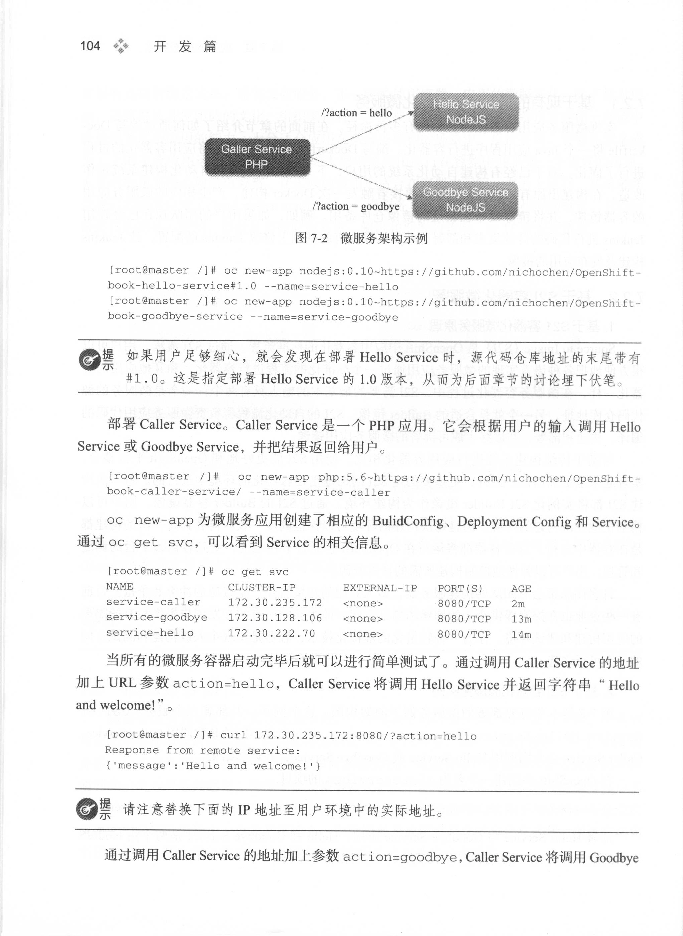 104 开 发 篇
/?action = hello
Hello Service
NodeJS
Galler Service
PHP
/?action = goodbye
Goodbye Service
NodeJS
图 7-2 微服务架构示例
[root@master /]# oc new-app nodejs:0.10~https://github.com/nichochen/OpenShift-
book-hello-service#1.0 --name=service-hello
[root@master /]# oc new-app nodejs:0.10~https://github.com/nichochen/OpenShift-
book-goodbye-service --name=service-goodbye
提示
如果用户足够细心，就会发现在部署 Hello Service 时，源代码仓库地址的末尾带有
#1.0。这是指定部署 Hello Service 的 1.0 版本，从而为后面章节的讨论埋下伏笔。
部署 Caller Service。Caller Service 是一个 PHP 应用。它会根据用户的输入调用 Hello
Service 或 Goodbye Service，并把结果返回给用户。
[root@master /]# oc new-app php:5.6~https://github.com/nichochen/OpenShift-
book-caller-service/ --name=service-caller
oc new-app 为微服务应用创建了相应的 BulidConfig、Deployment Config 和 Service。
通过 oc get svc，可以看到 Service 的相关信息。
[root@master /]# oc get svc
NAME CLUSTER-IP EXTERNAL-IP PORT(S) AGE
service-caller 172.30.235.172 <none> 8080/TCP 2m
service-goodbye 172.30.128.106 <none> 8080/TCP 13m
service-hello 172.30.222.70 <none> 8080/TCP 14m
当所有的微服务容器启动完毕后就可以进行简单测试了。通过调用 Caller Service 的地址
加上 URL 参数 action=hello，Caller Service 将调用 Hello Service 并返回字符串“Hello
and welcome!”。
[root@master /]# curl 172.30.235.172:8080/?action=hello
Response from remote service:
{'message':'Hello and welcome!'}
提示
请注意替换下面的 IP 地址至用户环境中的实际地址。
通过调用 Caller Service 的地址加上参数 action=goodbye，Caller Service 将调用 Goodbye